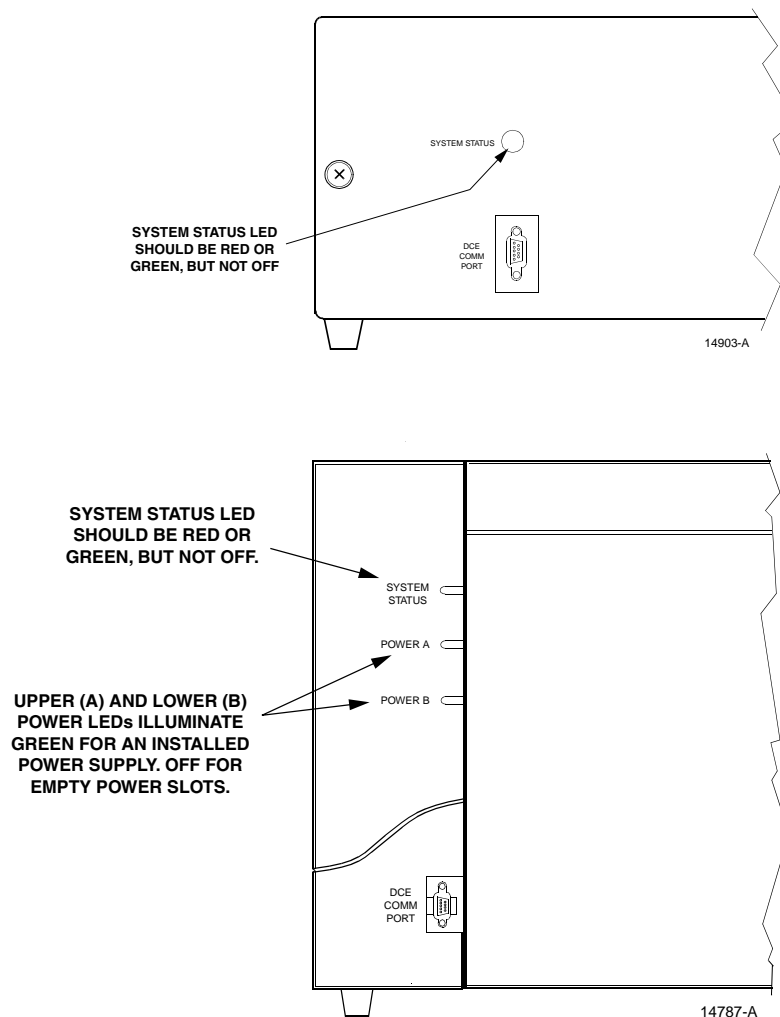 SYSTEM STATUS
SYSTEM STATUS LED
SHOULD BE RED OR
GREEN, BUT NOT OFF
DCE
COMM
PORT
14903-A
SYSTEM STATUS LED
SHOULD BE RED OR
GREEN, BUT NOT OFF.
SYSTEM
STATUS
POWER A
UPPER (A) AND LOWER (B)
POWER LEDs ILLUMINATE
GREEN FOR AN INSTALLED
POWER SUPPLY. OFF FOR
EMPTY POWER SLOTS.
POWER B
DCE
COMM
PORT
14787-A